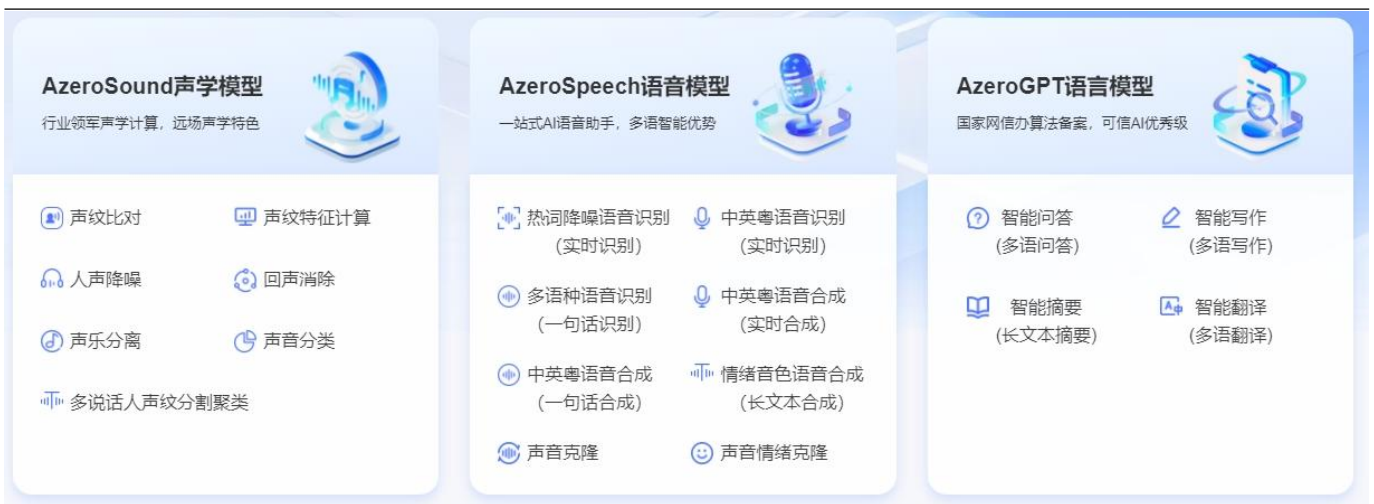 AzeroSound声学模型
行业领军声学计算，远场声学特色
声纹比对
声纹特征计算
人声降噪
回声消除
声乐分离
声音分类
多说话人声纹分割聚类
AzeroSpeech语音模型
一站式AI语音助手，多语智能优势
热词降噪语音识别
(实时识别)
中英粤语音识别
(实时识别)
多语种语音识别
(一句话识别)
中英粤语音合成
(实时合成)
中英粤语音合成
(一句话合成)
情绪音色语音合成
(长文本合成)
声音克隆
声音情绪克隆
AzeroGPT语言模型
国家网信办算法备案，可信AI优秀级
智能问答
(多语问答)
智能写作
(多语写作)
智能摘要
(长文本摘要)
智能翻译
(多语翻译)